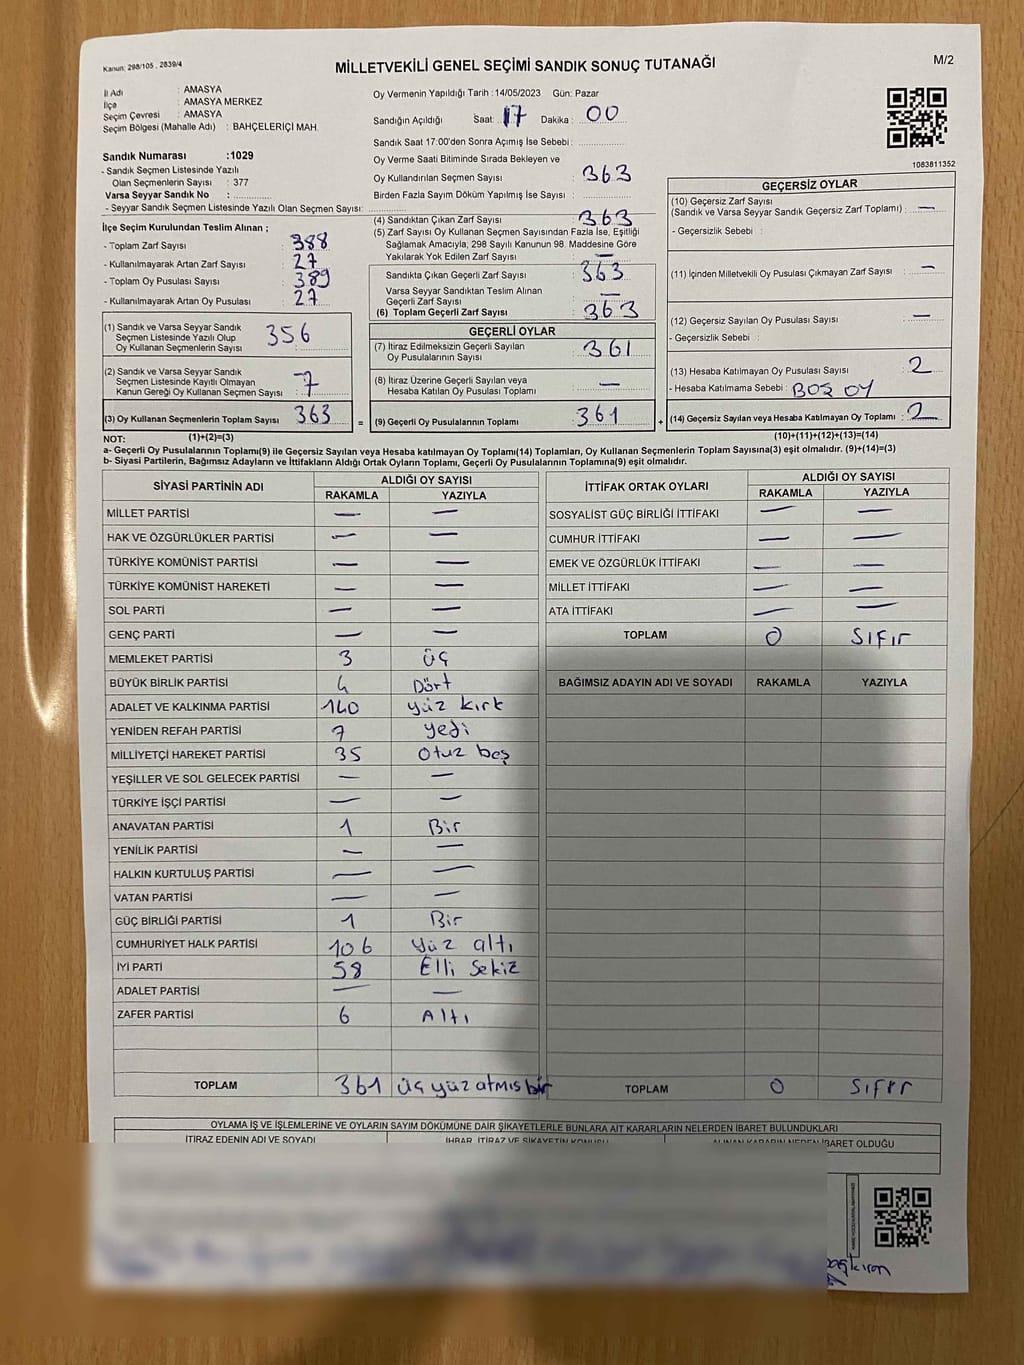 Kanun: 298/105 , 2839/4
MİLLETVEKİLİ GENEL SEÇİMİ SANDIK SONUÇ TUTANAĞI
M/2
İl Adı : AMASYA
İlçe : AMASYA MERKEZ
Seçim Çevresi : AMASYA
Seçim Bölgesi (Mahalle Adı) : BAHÇELERİÇİ MAH.
Sandık Numarası :1029
- Sandık Seçmen Listesinde Yazılı
Olan Seçmenlerin Sayısı : 377
Varsa Seyyar Sandık No :
- Seyyar Sandık Seçmen Listesinde Yazılı Olan Seçmen Sayısı:
İlçe Seçim Kurulundan Teslim Alınan ;
- Toplam Zarf Sayısı : 388
- Kullanılmayarak Artan Zarf Sayısı : 27
- Toplam Oy Pusulası Sayısı : 389
- Kullanılmayarak Artan Oy Pusulası : 27
(1) Sandık ve Varsa Seyyar Sandık
Seçmen Listesinde Yazılı Olup
Oy Kullanan Seçmenlerin Sayısı : 356
(2) Sandık ve Varsa Seyyar Sandık
Seçmen Listesinde Kayıtlı Olmayan
Kanun Gereği Oy Kullanan Seçmen Sayısı : 7
(3) Oy Kullanan Seçmenlerin Toplam Sayısı : 363
Oy Vermenin Yapıldığı Tarih :14/05/2023 Gün: Pazar
Sandığın Açıldığı Saat: 17 Dakika : 00
Sandık Saat 17:00'den Sonra Açımış İse Sebebi :
Oy Verme Saati Bitiminde Sırada Bekleyen ve
Oy Kullandırılan Seçmen Sayısı : 363
Birden Fazla Sayım Döküm Yapılmış İse Sayısı :
(4) Sandıktan Çıkan Zarf Sayısı : 363
(5) Zarf Sayısı Oy Kullanan Seçmen Sayısından Fazla İse, Eşitliği
Sağlamak Amacıyla, 298 Sayılı Kanunun 98. Maddesine Göre
Yakılarak Yok Edilen Zarf Sayısı : —
Sandıkta Çıkan Geçerli Zarf Sayısı : 363
Varsa Seyyar Sandıktan Teslim Alınan
Geçerli Zarf Sayısı : —
(6) Toplam Geçerli Zarf Sayısı : 363
GEÇERLİ OYLAR
(7) İtiraz Edilmeksizin Geçerli Sayılan
Oy Pusulalarının Sayısı : 361
(8) İtiraz Üzerine Geçerli Sayılan veya
Hesaba Katılan Oy Pusulası Toplamı : —
= (9) Geçerli Oy Pusulalarının Toplamı : 361 +
1083811352
GEÇERSİZ OYLAR
(10) Geçersiz Zarf Sayısı
(Sandık ve Varsa Seyyar Sandık Geçersiz Zarf Toplamı) : —
- Geçersizlik Sebebi :
(11) İçinden Milletvekili Oy Pusulası Çıkmayan Zarf Sayısı : —
(12) Geçersiz Sayılan Oy Pusulası Sayısı : —
- Geçersizlik Sebebi :
(13) Hesaba Katılmayan Oy Pusulası Sayısı : 2
- Hesaba Katılmama Sebebi : BOŞ OY
(14) Geçersiz Sayılan veya Hesaba Katılmayan Oy Toplamı : 2
NOT: (1)+(2)=(3) (10)+(11)+(12)+(13)=(14)
a- Geçerli Oy Pusulalarının Toplamı(9) ile Geçersiz Sayılan veya Hesaba katılmayan Oy Toplamı(14) Toplamları, Oy Kullanan Seçmenlerin Toplam Sayısına(3) eşit olmalıdır. (9)+(14)=(3)
b- Siyasi Partilerin, Bağımsız Adayların ve İttifakların Aldığı Ortak Oyların Toplamı, Geçerli Oy Pusulalarının Toplamına(9) eşit olmalıdır.
SİYASİ PARTİNİN ADI ALDIĞI OY SAYISI
RAKAMLA YAZIYLA
MİLLET PARTİSİ — —
HAK VE ÖZGÜRLÜKLER PARTİSİ — —
TÜRKİYE KOMÜNİST PARTİSİ — —
TÜRKİYE KOMÜNİST HAREKETİ — —
SOL PARTİ — —
GENÇ PARTİ — —
MEMLEKET PARTİSİ 3 üç
BÜYÜK BİRLİK PARTİSİ 4 Dört
ADALET VE KALKINMA PARTİSİ 140 yüz kırk
YENİDEN REFAH PARTİSİ 7 yedi
MİLLİYETÇİ HAREKET PARTİSİ 35 otuz beş
YEŞİLLER VE SOL GELECEK PARTİSİ — —
TÜRKİYE İŞÇİ PARTİSİ — —
ANAVATAN PARTİSİ 1 Bir
YENİLİK PARTİSİ — —
HALKIN KURTULUŞ PARTİSİ — —
VATAN PARTİSİ — —
GÜÇ BİRLİĞİ PARTİSİ 1 Bir
CUMHURİYET HALK PARTİSİ 106 yüz altı
İYİ PARTİ 58 Elli Sekiz
ADALET PARTİSİ — —
ZAFER PARTİSİ 6 Altı
TOPLAM 361 üç yüz atmış bir
İTTİFAK ORTAK OYLARI ALDIĞI OY SAYISI
RAKAMLA YAZIYLA
SOSYALİST GÜÇ BİRLİĞİ İTTİFAKI — —
CUMHUR İTTİFAKI — —
EMEK VE ÖZGÜRLÜK İTTİFAKI — —
MİLLET İTTİFAKI — —
ATA İTTİFAKI — —
TOPLAM 0 SIFIR
BAĞIMSIZ ADAYIN ADI VE SOYADI RAKAMLA YAZIYLA
TOPLAM 0 SIFIR
OYLAMA İŞ VE İŞLEMLERİNE VE OYLARIN SAYIM DÖKÜMÜNE DAİR ŞİKAYETLERLE BUNLARA AİT KARARLARIN NELERDEN İBARET BULUNDUKLARI
İTİRAZ EDENİN ADI VE SOYADI İHBAR, İTİRAZ VE ŞİKAYETİN KONUSU ALINAN KARARIN NEDEN İBARET OLDUĞU